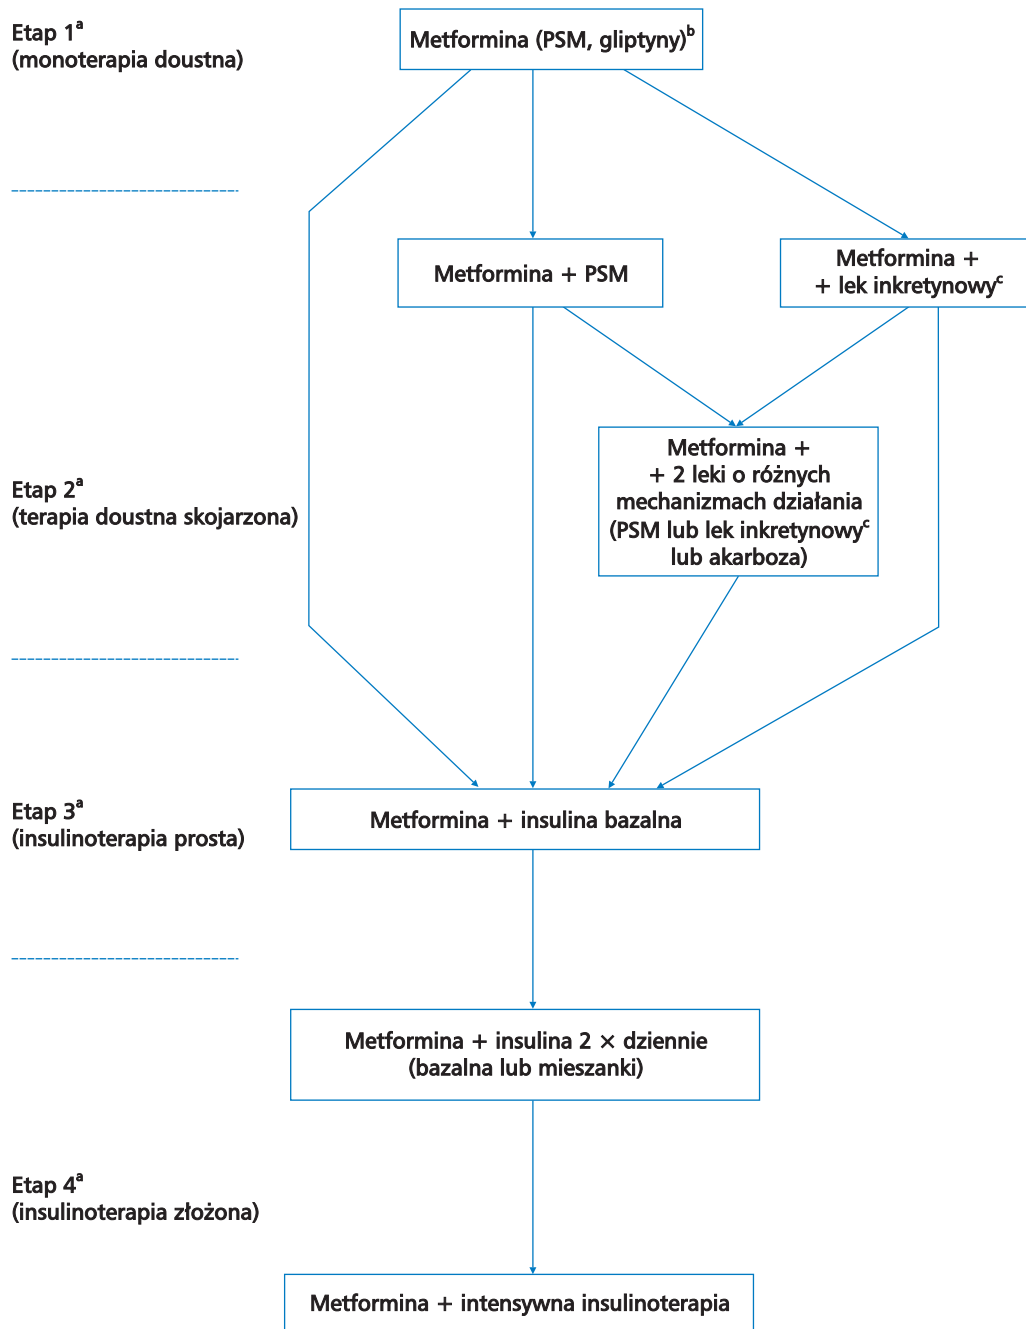 Etap 1ᵃ
(monoterapia doustna)
Metformina (PSM, gliptyny)ᵇ
Metformina + PSM
Metformina +
+ lek inkretynowyᶜ
Etap 2ᵃ
(terapia doustna skojarzona)
Metformina +
+ 2 leki o różnych
mechanizmach działania
(PSM lub lek inkretynowyᶜ
lub akarboza)
Etap 3ᵃ
(insulinoterapia prosta)
Metformina + insulina bazalna
Metformina + insulina 2 × dziennie
(bazalna lub mieszanki)
Etap 4ᵃ
(insulinoterapia złożona)
Metformina + intensywna insulinoterapia